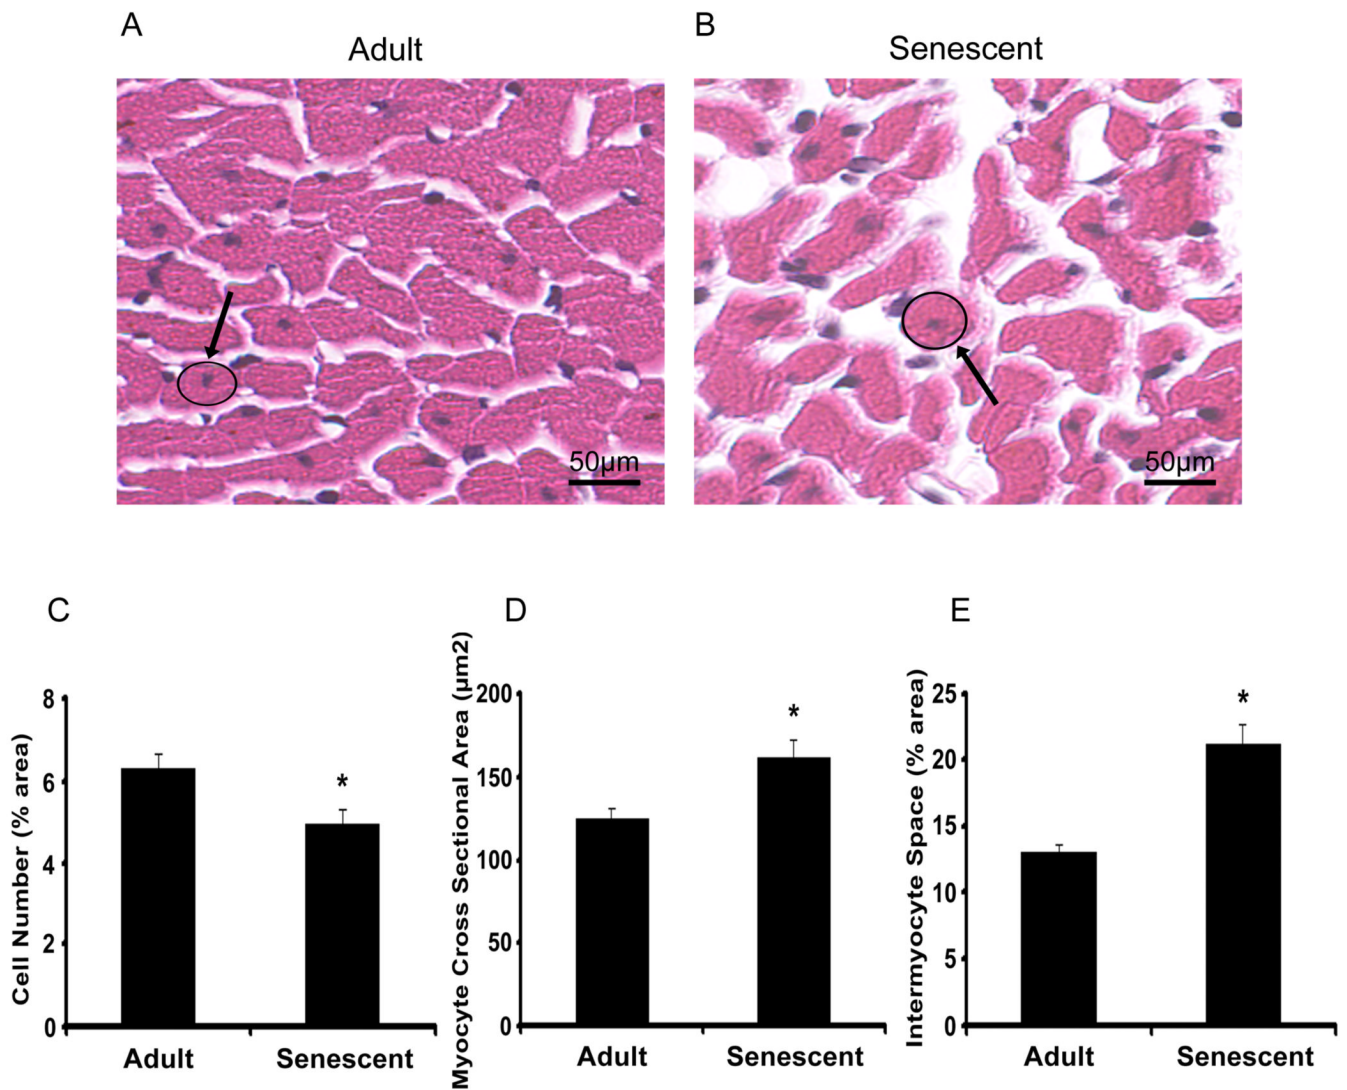 A
Adult
B
Senescent
50µm
50µm
C
Cell Number (% area)
8
6
4
2
0
Adult
Senescent
*
D
Myocyte Cross Sectional Area (µm2)
200
150
100
50
0
Adult
Senescent
*
E
Intermyocyte Space (% area)
25
20
15
10
5
0
Adult
Senescent
*